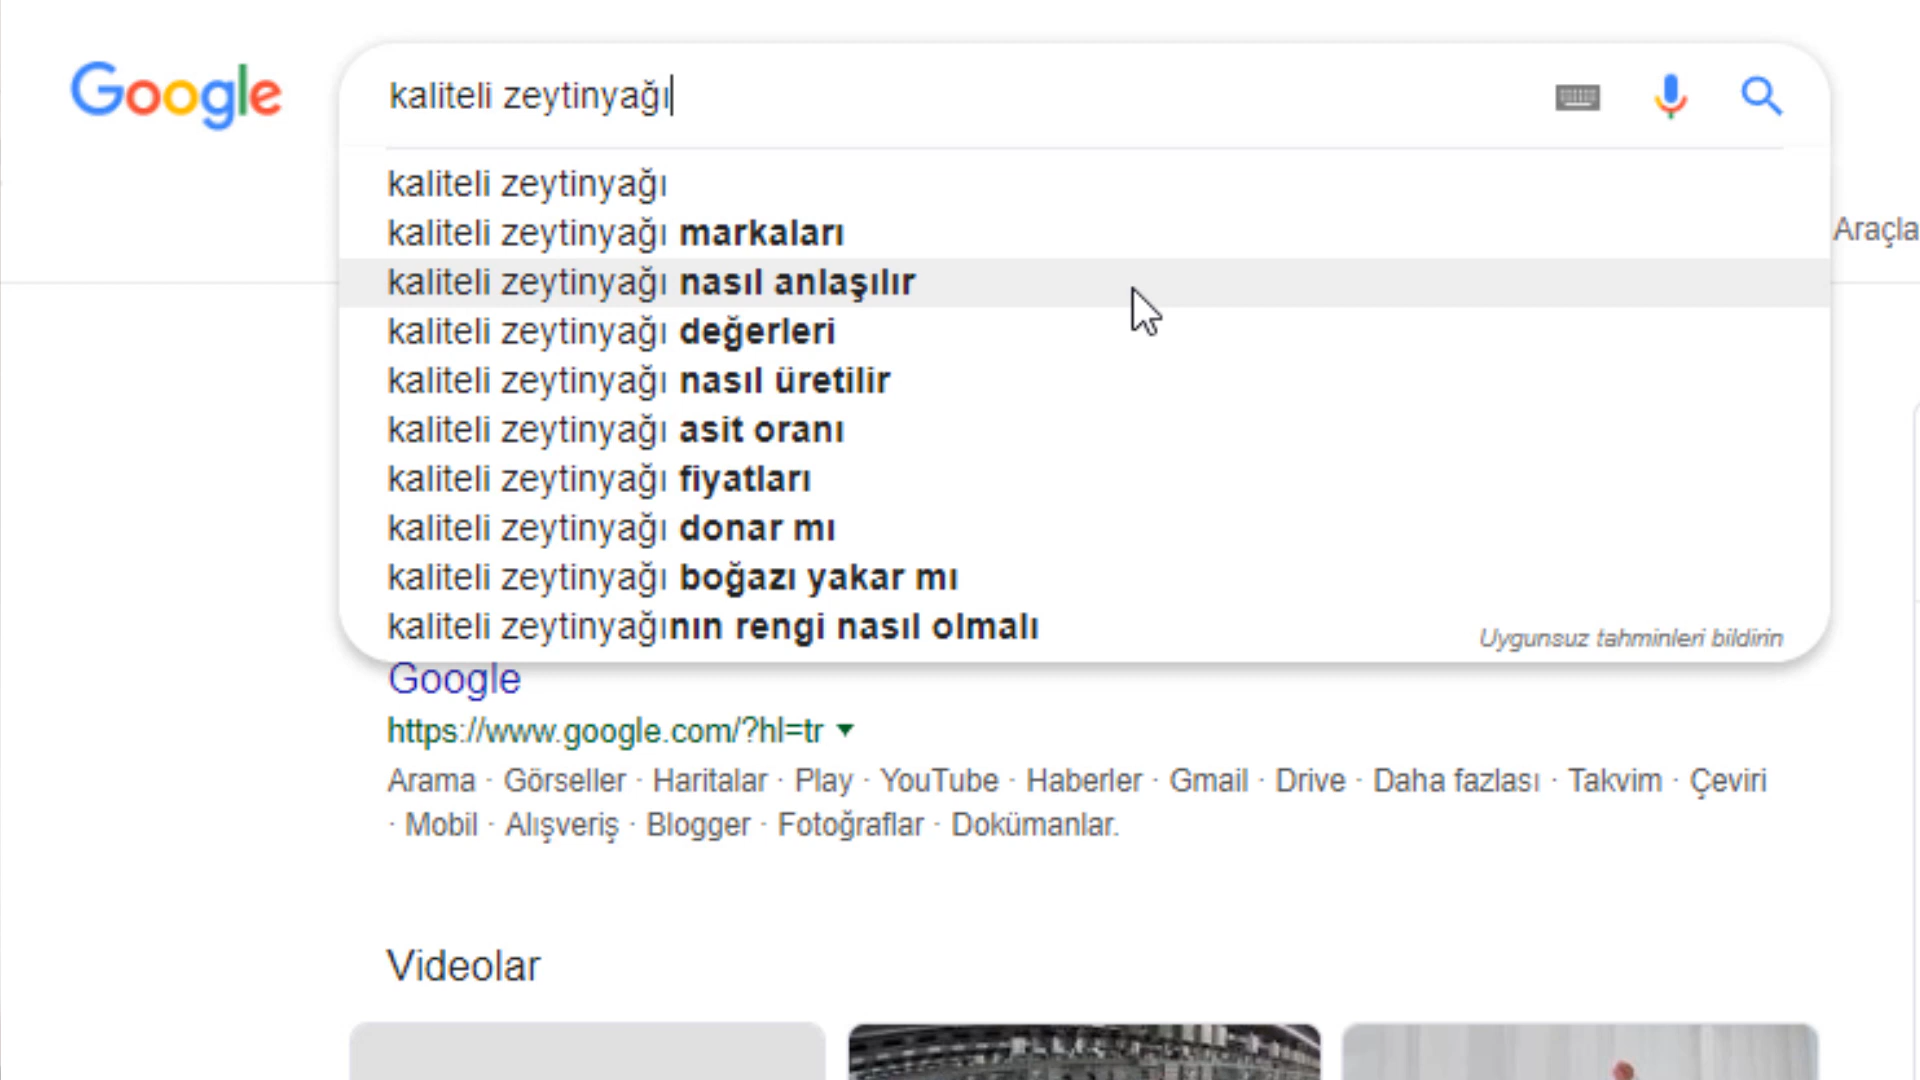 Google
kaliteli zeytinyağı
kaliteli zeytinyağı
kaliteli zeytinyağı markaları
kaliteli zeytinyağı nasıl anlaşılır
kaliteli zeytinyağı değerleri
kaliteli zeytinyağı nasıl üretilir
kaliteli zeytinyağı asit oranı
kaliteli zeytinyağı fiyatları
kaliteli zeytinyağı donar mı
kaliteli zeytinyağı boğazı yakar mı
kaliteli zeytinyağının rengi nasıl olmalı
Uygunsuz tahminleri bildirin
Araçla
Google
https://www.google.com/?hl=tr
Arama · Görseller · Haritalar · Play · YouTube · Haberler · Gmail · Drive · Daha fazlası · Takvim · Çeviri
· Mobil · Alışveriş · Blogger · Fotoğraflar · Dokümanlar.
Videolar